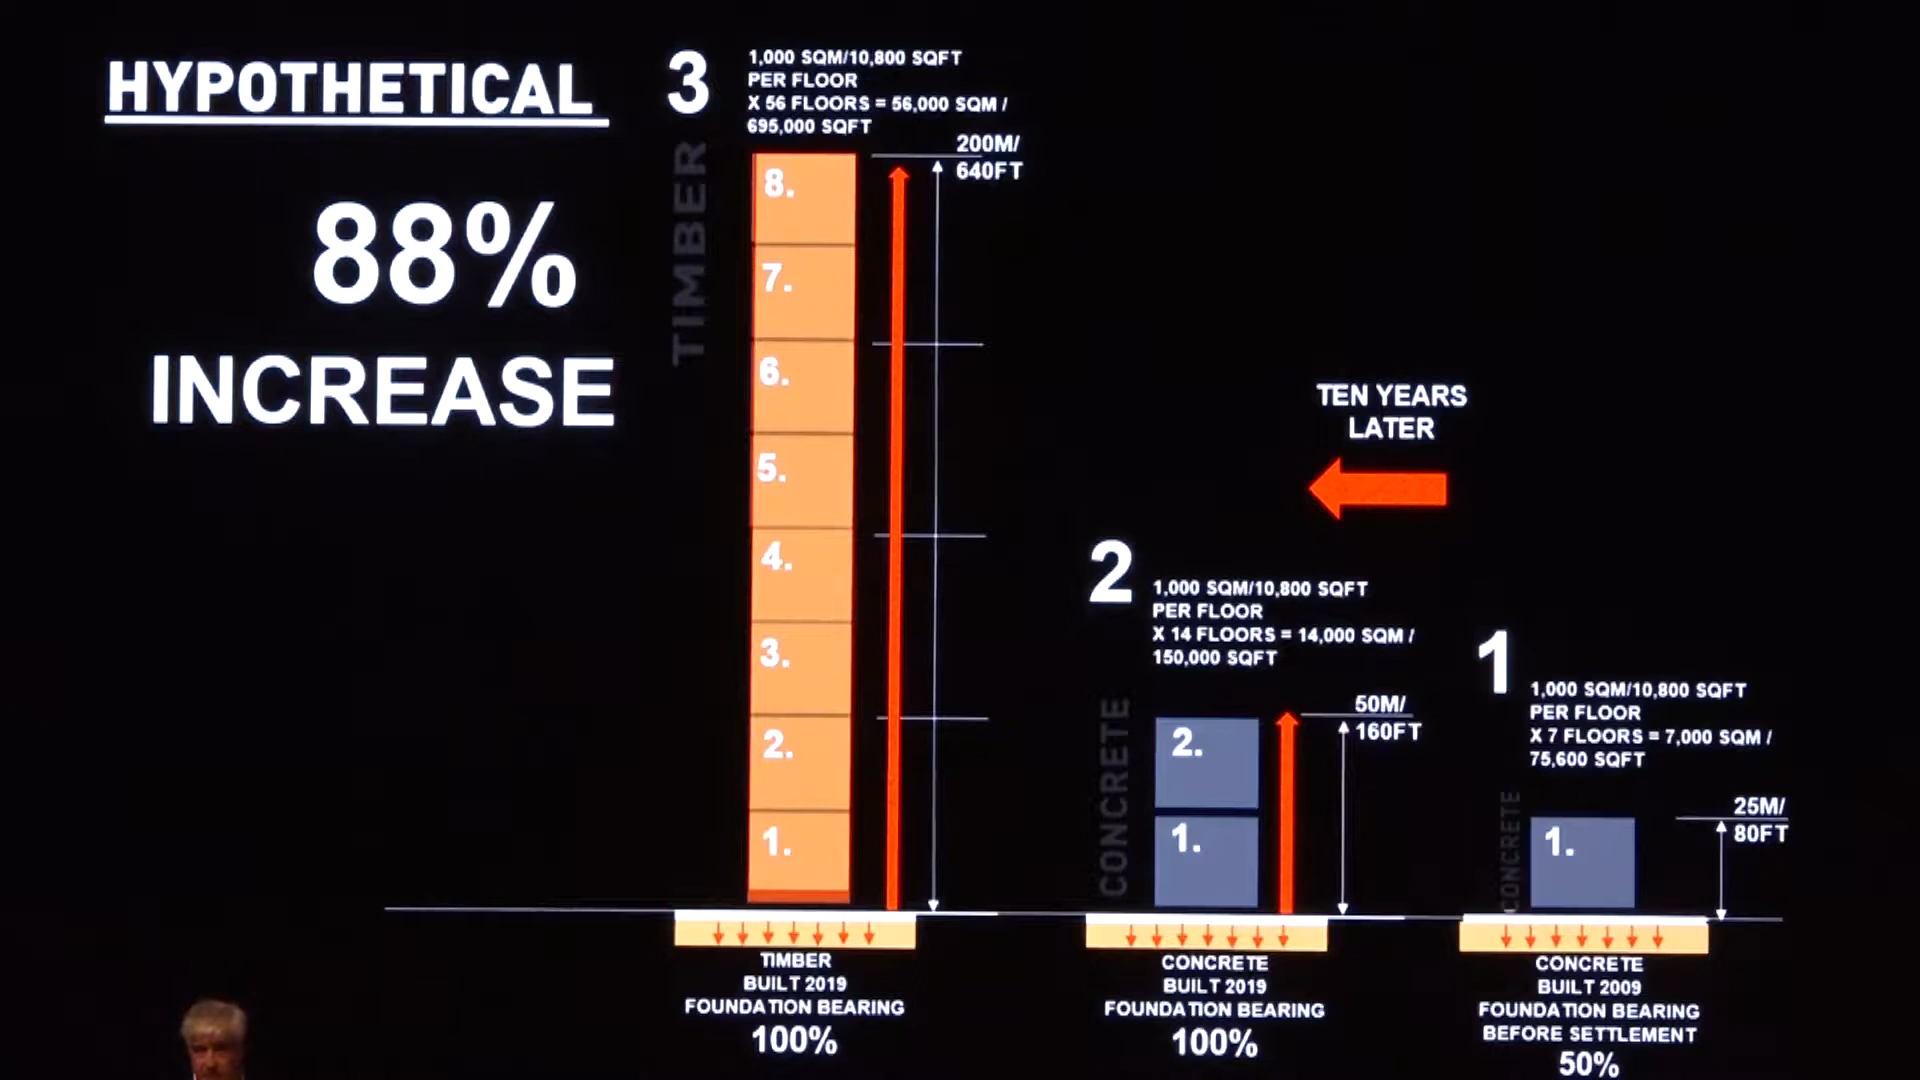 HYPOTHETICAL
88%
INCREASE
3
1,000 SQM/10,800 SQFT
PER FLOOR
X 56 FLOORS = 56,000 SQM /
695,000 SQFT
TIMBER
200M/
640FT
8.
7.
6.
5.
4.
3.
2.
1.
TIMBER
BUILT 2019
FOUNDATION BEARING
100%
TEN YEARS
LATER
2
1,000 SQM/10,800 SQFT
PER FLOOR
X 14 FLOORS = 14,000 SQM /
150,000 SQFT
CONCRETE
50M/
160FT
2.
1.
CONCRETE
BUILT 2019
FOUNDATION BEARING
100%
1
1,000 SQM/10,800 SQFT
PER FLOOR
X 7 FLOORS = 7,000 SQM /
75,600 SQFT
CONCRETE
25M/
80FT
1.
CONCRETE
BUILT 2009
FOUNDATION BEARING
BEFORE SETTLEMENT
50%